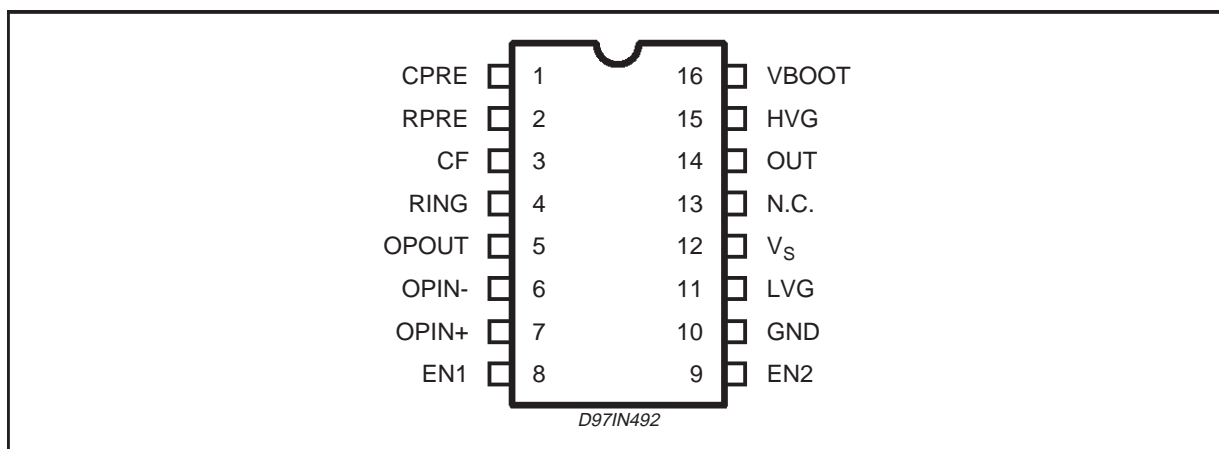 CPRE 1 16 VBOOT
RPRE 2 15 HVG
CF 3 14 OUT
RING 4 13 N.C.
OPOUT 5 12 VS
OPIN- 6 11 LVG
OPIN+ 7 10 GND
EN1 8 9 EN2
D97IN492